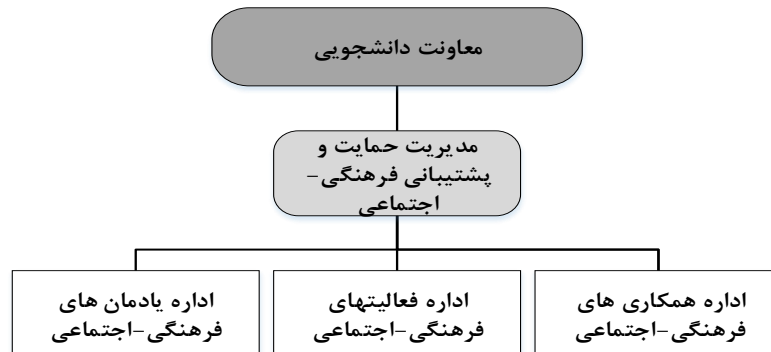 معاونت دانشجویی
مدیریت حمایت و
پشتیبانی فرهنگی-
اجتماعی
اداره همکاری های
فرهنگی-اجتماعی
اداره فعالیتهای
فرهنگی-اجتماعی
اداره یادمان های
فرهنگی-اجتماعی